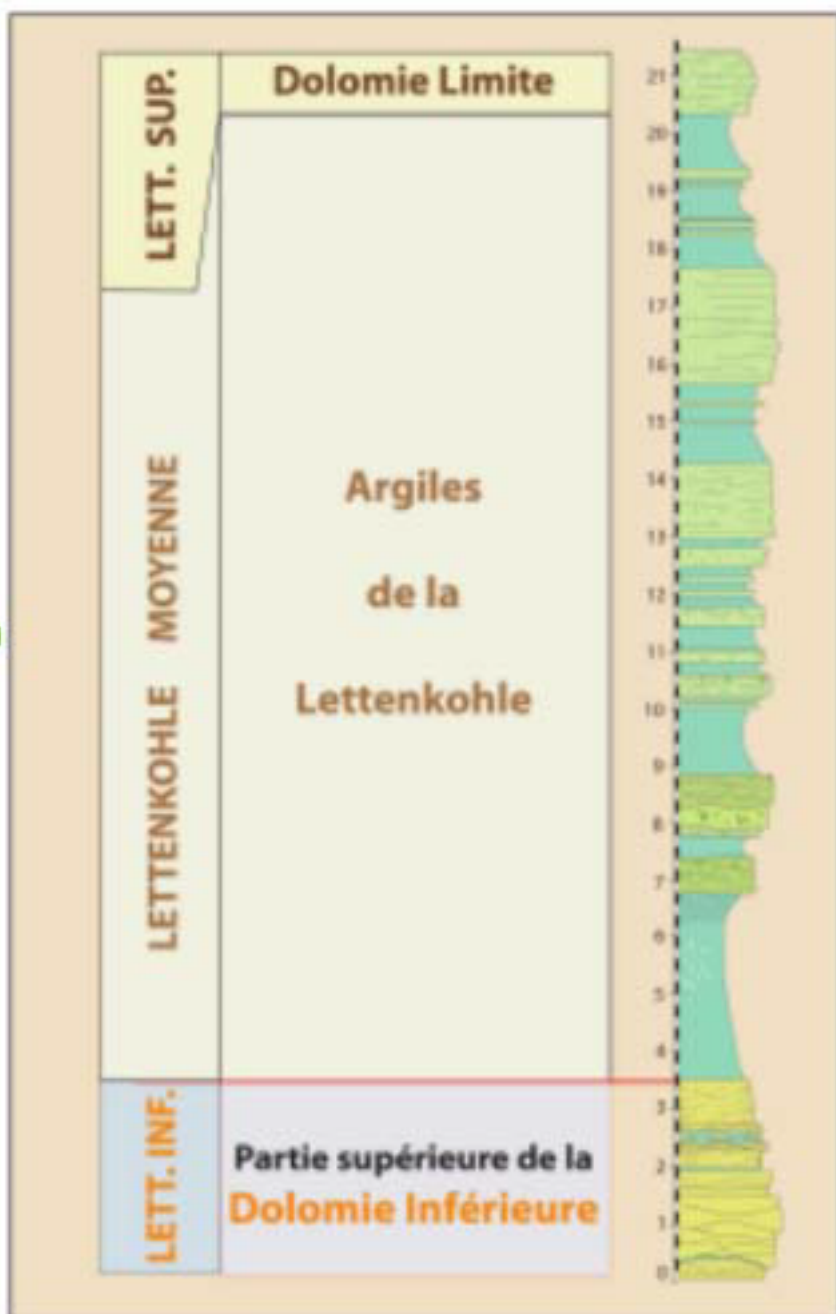 LETT. SUP.
Dolomie Limite
LETTENKOHLE MOYENNE
Argiles
de la
Lettenkohle
LETT. INF.
Partie supérieure de la
Dolomie Inférieure
21
20
19
18
17
16
15
14
13
12
11
10
9
8
7
6
5
4
3
2
1
0